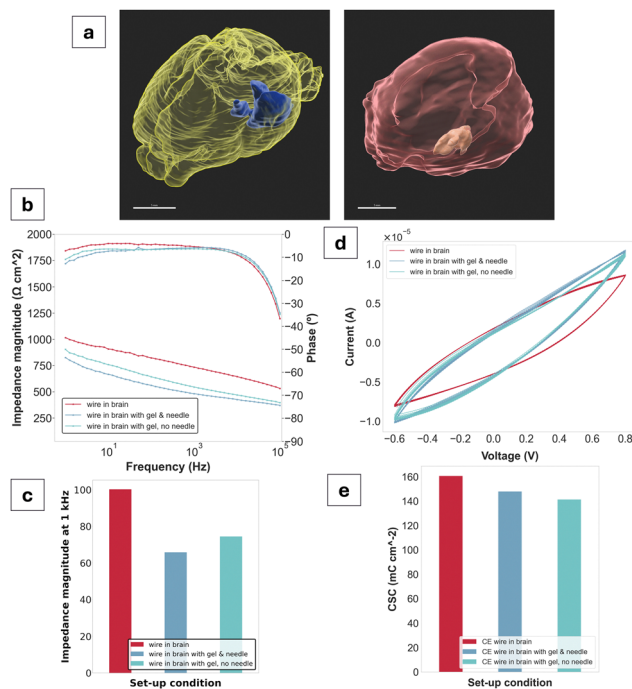 a
b
2000
1750
1500
1250
1000
750
500
250
Impedance magnitude (Ω cm^2)
0
−10
−20
−30
−40
−50
−60
−70
−80
−90
Phase (º)
wire in brain
wire in brain with gel & needle
wire in brain with gel, no needle
10^1
10^3
10^5
Frequency (Hz)
d
×10^−5
1.0
0.5
0.0
−0.5
−1.0
Current (A)
wire in brain
wire in brain with gel & needle
wire in brain with gel, no needle
−0.6
−0.4
−0.2
0.0
0.2
0.4
0.6
0.8
Voltage (V)
c
100
80
60
40
20
0
Impedance magnitude at 1 kHz
wire in brain
wire in brain with gel & needle
wire in brain with gel, no needle
Set-up condition
e
160
140
120
100
80
60
40
20
0
CSC (mC cm^-2)
CE wire in brain
CE wire in brain with gel & needle
CE wire in brain with gel, no needle
Set-up condition